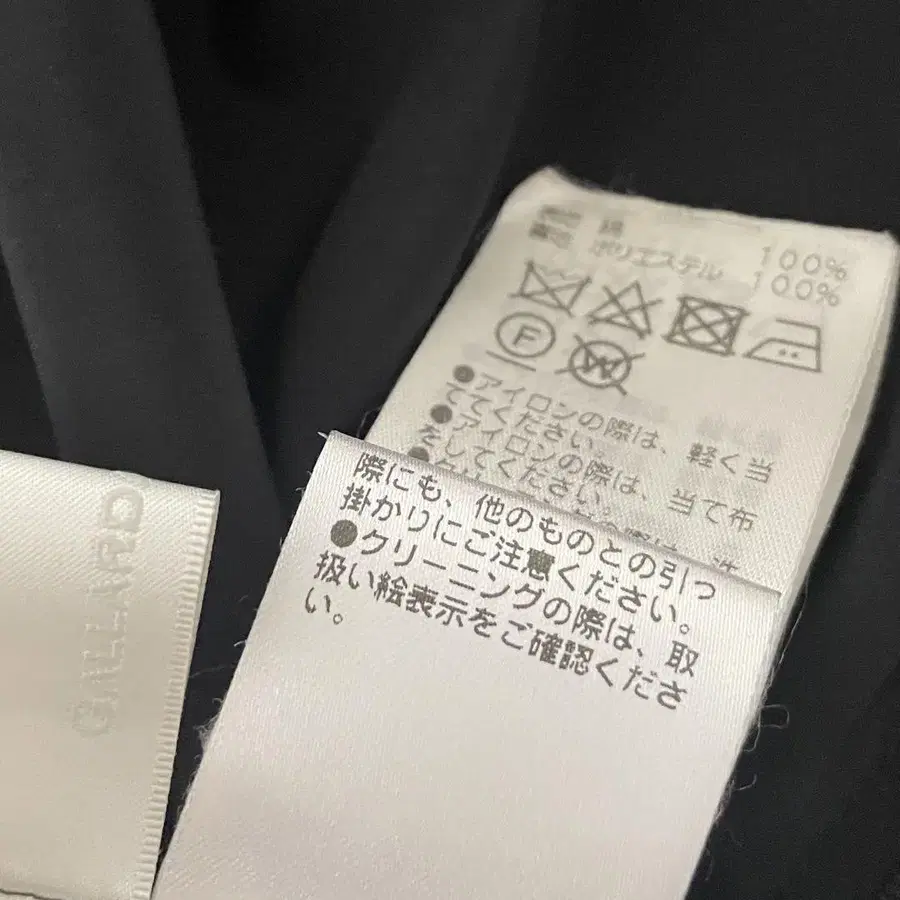 綿 100%
ポリエステル 100%
F W
●アイロンの際は、軽く当
ててください。
●アイロンの際は、当て布
をしてください。
際にも、他のものとの引っ
掛かりにご注意ください。
●クリーニングの際は、取
扱い絵表示をご確認くださ
い。
GALLARD